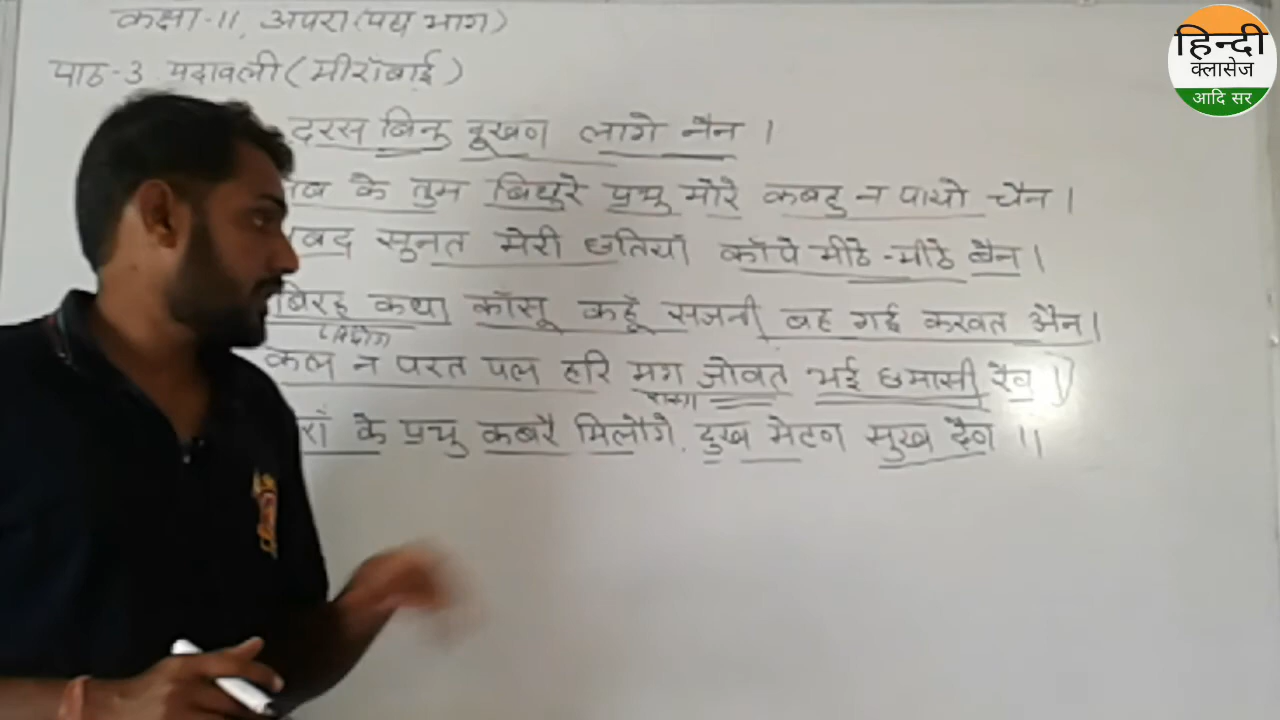 कक्षा-11, अपरा (पद्य भाग)
पाठ-3 पदावली (मीराँबाई)
दरस बिनु दूखण लागे नैन ।
के तुम बिछुरे प्रभु मोरे कबहु न पायो चैन ।
सबद सुनत मेरी छतियाँ काँपे मीठे-मीठे बैन ।
बिरह कथा काँसू कहूँ सजनी बह गई करवत अैन ।
कल न परत पल हरि मग जोवत भई छमासी रैण ।
के प्रभु कबरै मिलौगे, दुख मेटण सुख दैण ।।
हिन्दी
क्लासेज
आदि सर